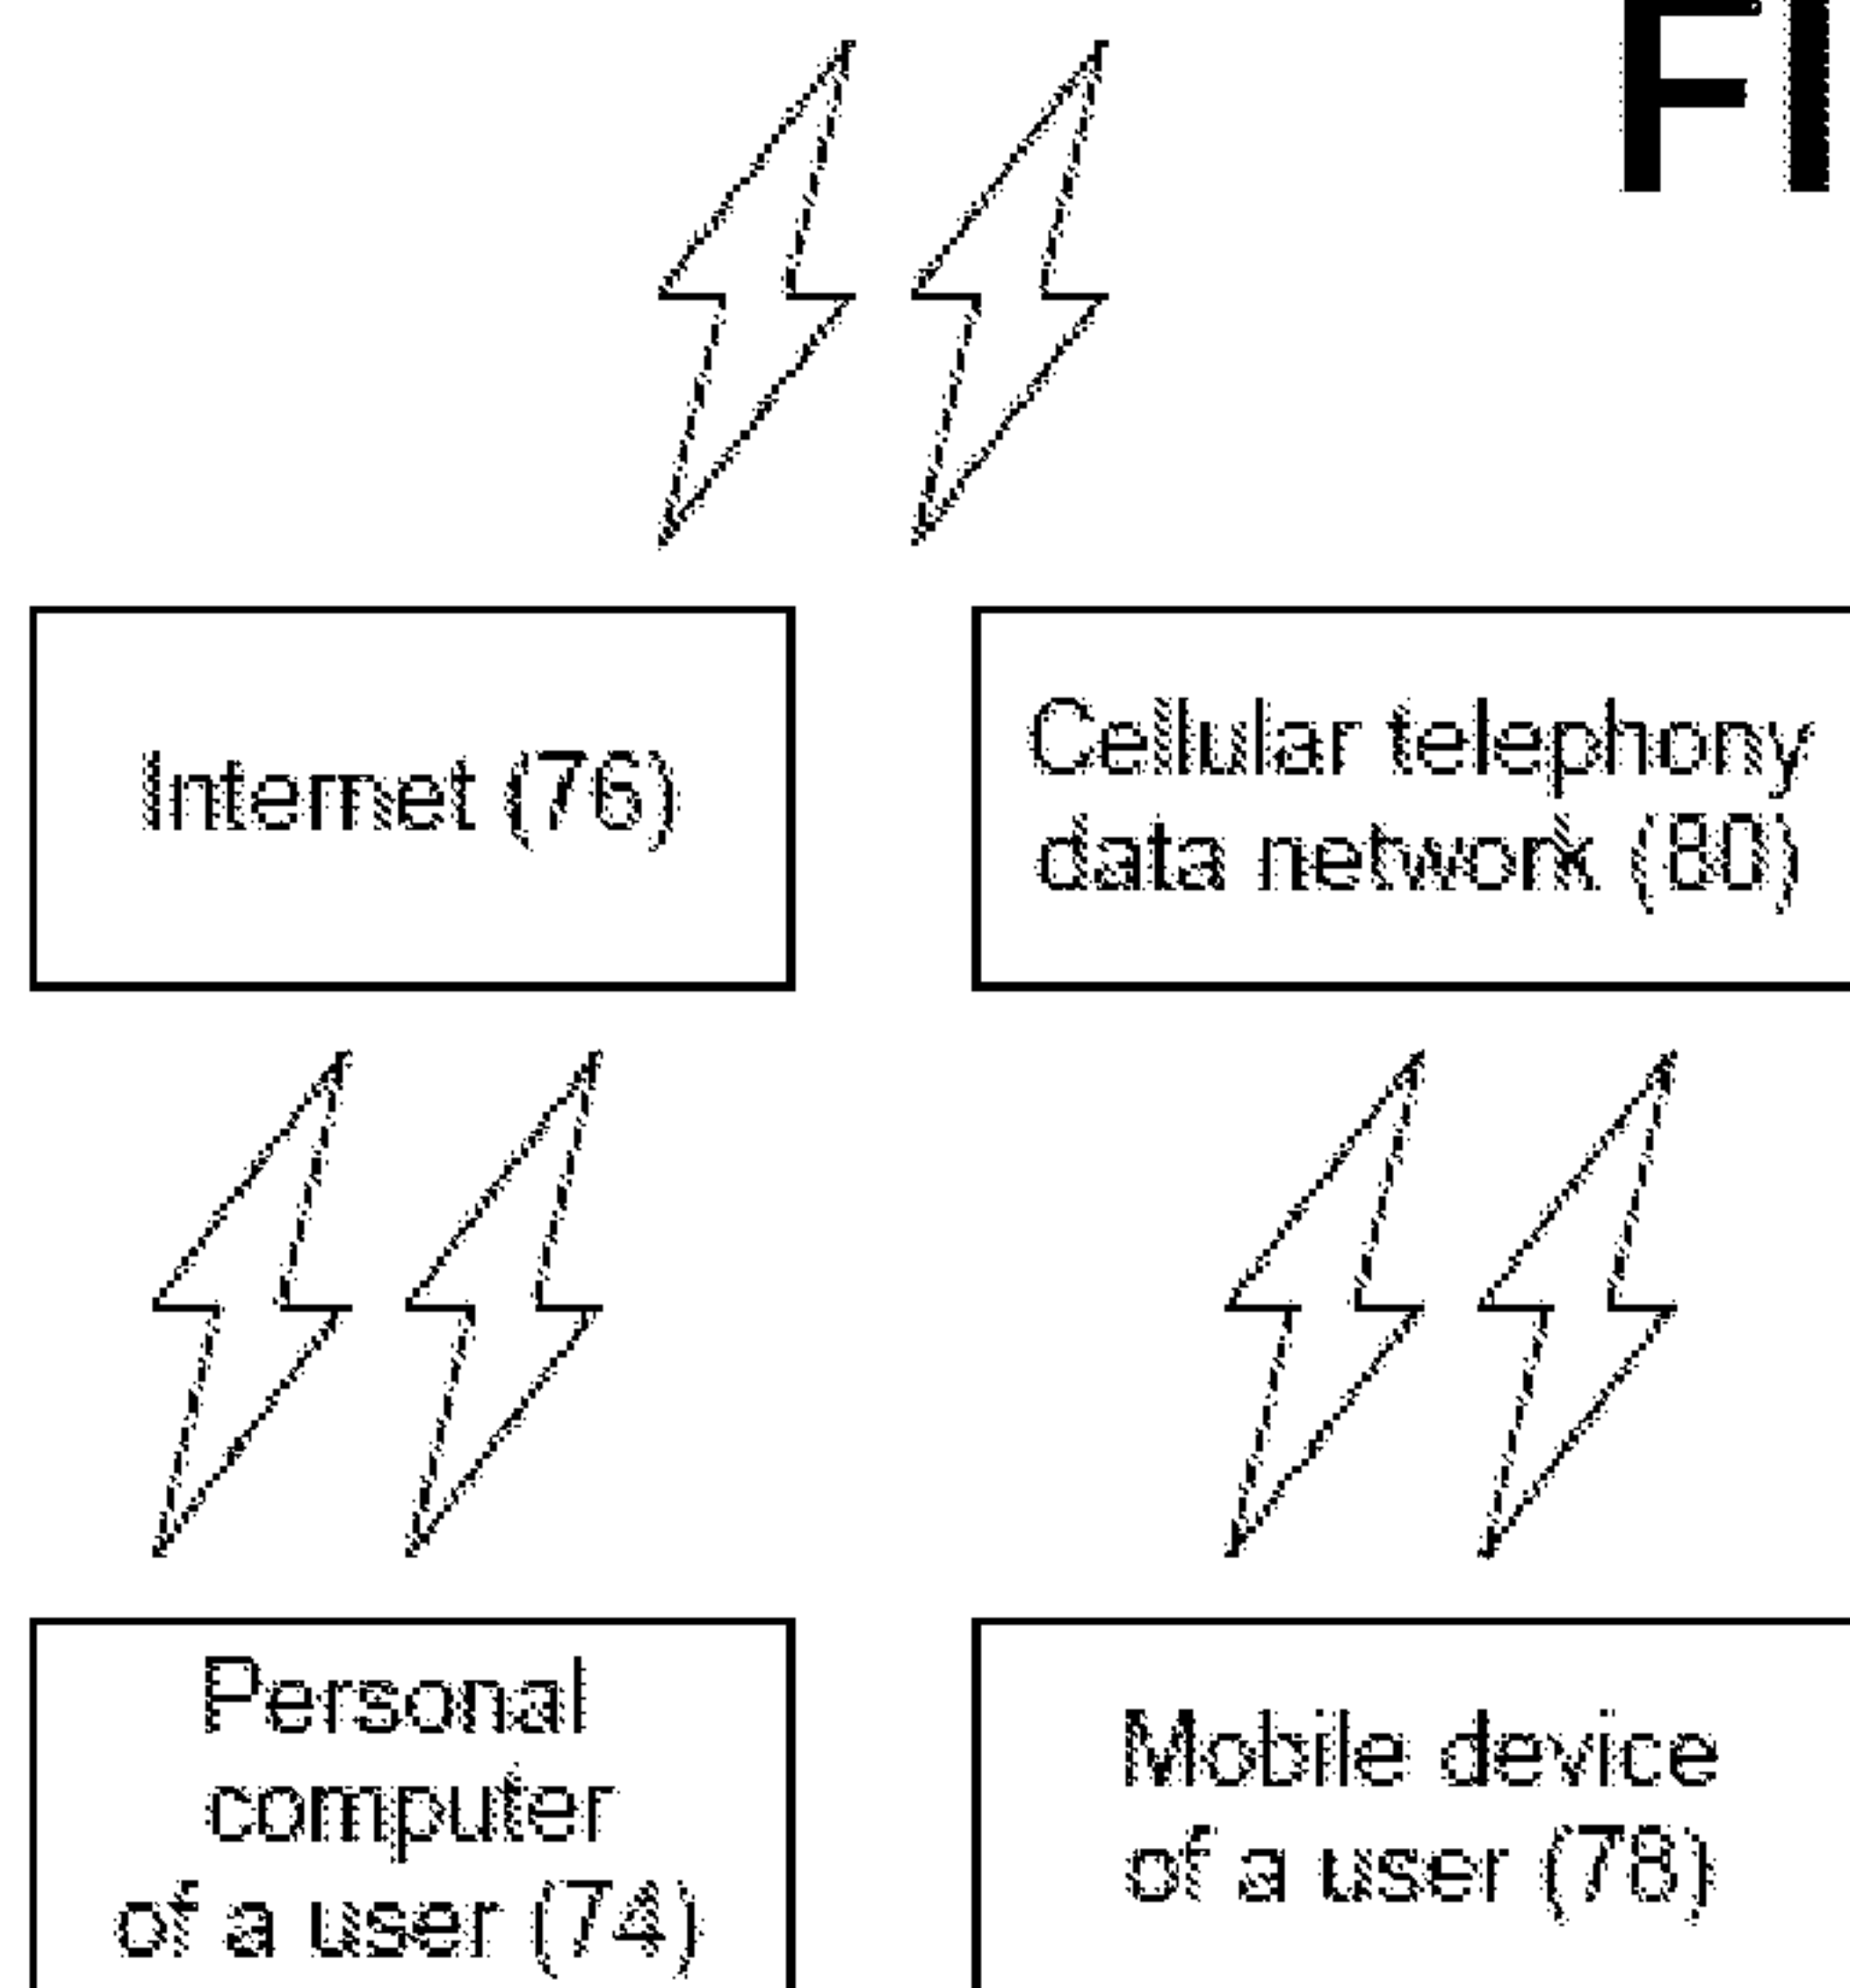 FI
Internet (76)
Cellular telephony
data network (80)
Personal
computer
of a user (74)
Mobile device
of a user (78)